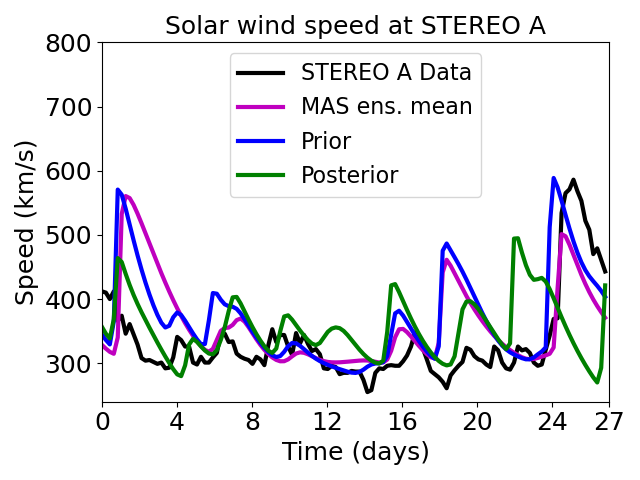 Solar wind speed at STEREO A
800
700
600
500
400
300
Speed (km/s)
STEREO A Data
MAS ens. mean
Prior
Posterior
0 4 8 12 16 20 24 27
Time (days)